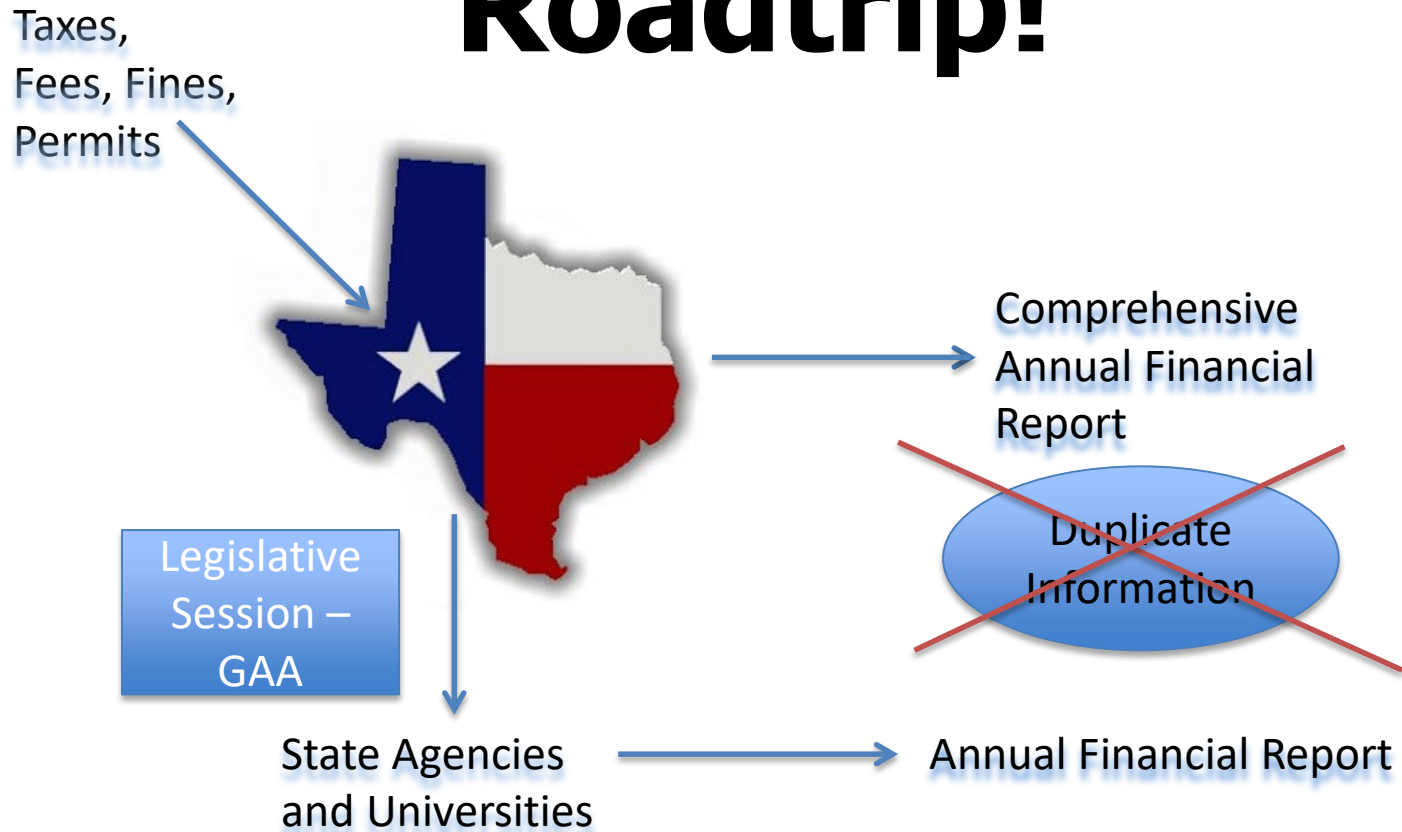 Roadtrip!
Taxes,
Fees, Fines,
Permits
Comprehensive
Annual Financial
Report
Duplicate
Information
Legislative
Session –
GAA
State Agencies
and Universities
Annual Financial Report